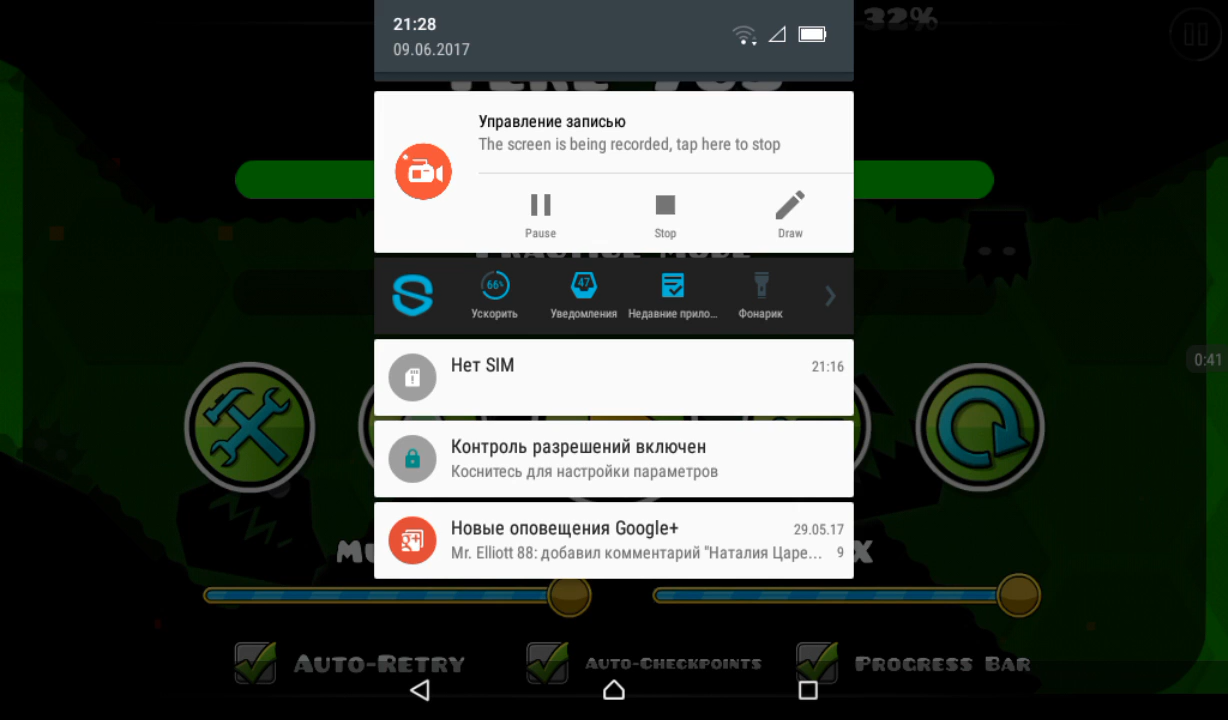 21:28
09.06.2017
32%
Управление записью
The screen is being recorded, tap here to stop
Pause
Stop
Draw
PRACTICE MODE
66%
47
Ускорить
Уведомления
Недавние прило...
Фонарик
0:41
Нет SIM
21:16
Контроль разрешений включен
Коснитесь для настройки параметров
Новые оповещения Google+
29.05.17
Mr. Elliott 88: добавил комментарий "Наталия Царе...
9
AUTO-RETRY
AUTO-CHECKPOINTS
PROGRESS BAR